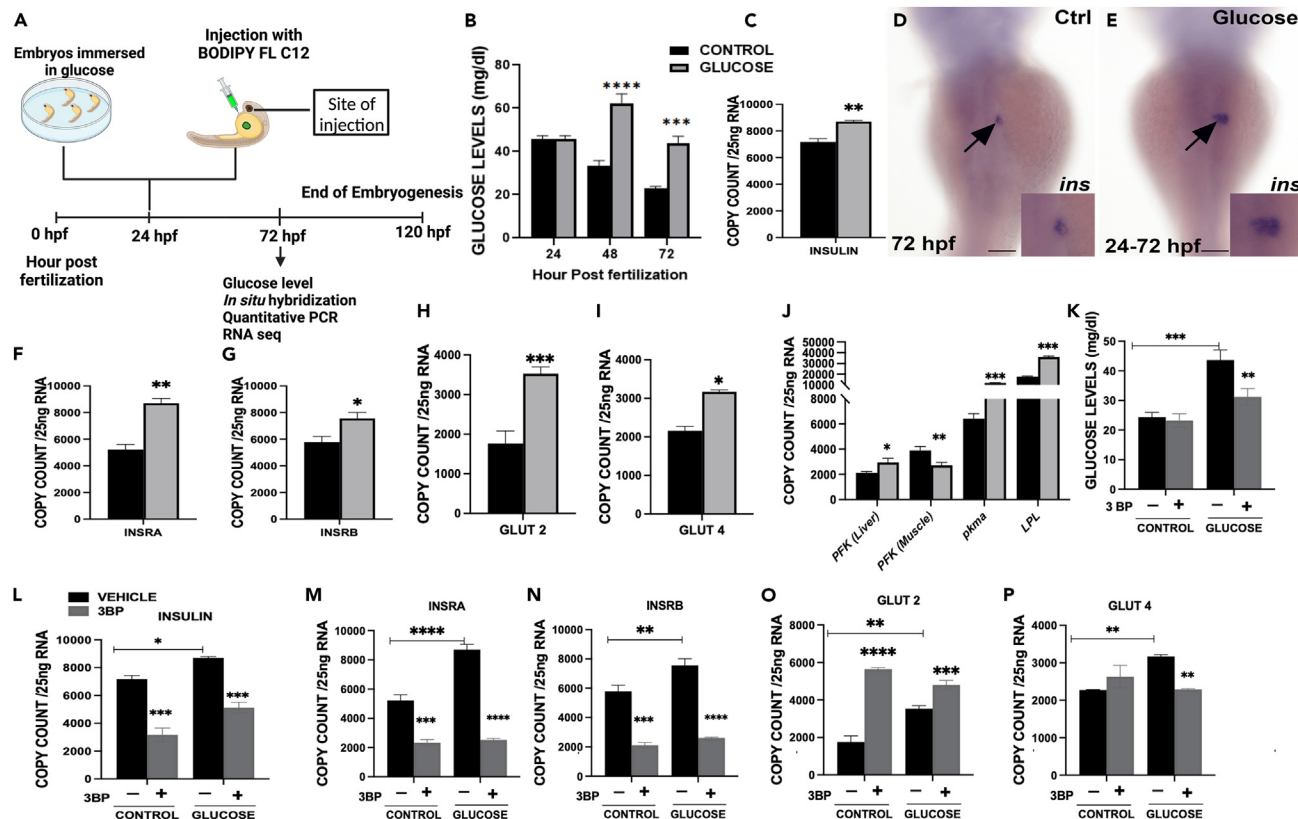 A
Embryos immersed
in glucose
Injection with
BODIPY FL C12
Site of
injection
End of Embryogenesis
0 hpf
24 hpf
72 hpf
120 hpf
Hour post
fertilization
Glucose level
In situ hybridization
Quantitative PCR
RNA seq
B
CONTROL
GLUCOSE
GLUCOSE LEVELS (mg/dl)
80
60
40
20
0
****
***
24
48
72
Hour Post fertilization
C
COPY COUNT /25ng RNA
10000
8000
6000
4000
2000
0
**
INSULIN
D
Ctrl
ins
72 hpf
E
Glucose
ins
24-72 hpf
F
COPY COUNT /25ng RNA
10000
8000
6000
4000
2000
0
**
INSRA
G
COPY COUNT /25ng RNA
10000
8000
6000
4000
2000
0
*
INSRB
H
COPY COUNT /25ng RNA
4000
3000
2000
1000
0
***
GLUT 2
I
COPY COUNT /25ng RNA
4000
3000
2000
1000
0
*
GLUT 4
J
COPY COUNT /25ng RNA
50000
40000
30000
20000
10000
8000
6000
4000
2000
0
*
**
***
***
PFK (Liver)
PFK (Muscle)
pkma
LPL
K
GLUCOSE LEVELS (mg/dl)
50
40
30
20
10
0
***
**
3 BP
− + − +
CONTROL GLUCOSE
L
VEHICLE
3BP
INSULIN
COPY COUNT /25ng RNA
10000
8000
6000
4000
2000
0
*
***
***
3BP
− + − +
CONTROL GLUCOSE
M
INSRA
COPY COUNT /25ng RNA
10000
8000
6000
4000
2000
0
****
***
****
3BP
− + − +
CONTROL GLUCOSE
N
INSRB
COPY COUNT /25ng RNA
10000
8000
6000
4000
2000
0
**
***
****
3BP
− + − +
CONTROL GLUCOSE
O
GLUT 2
COPY COUNT /25ng RNA
8000
6000
4000
2000
0
**
****
***
3BP
− + − +
CONTROL GLUCOSE
P
GLUT 4
COPY COUNT /25ng RNA
5000
4000
3000
2000
1000
0
**
**
3BP
− + − +
CONTROL GLUCOSE